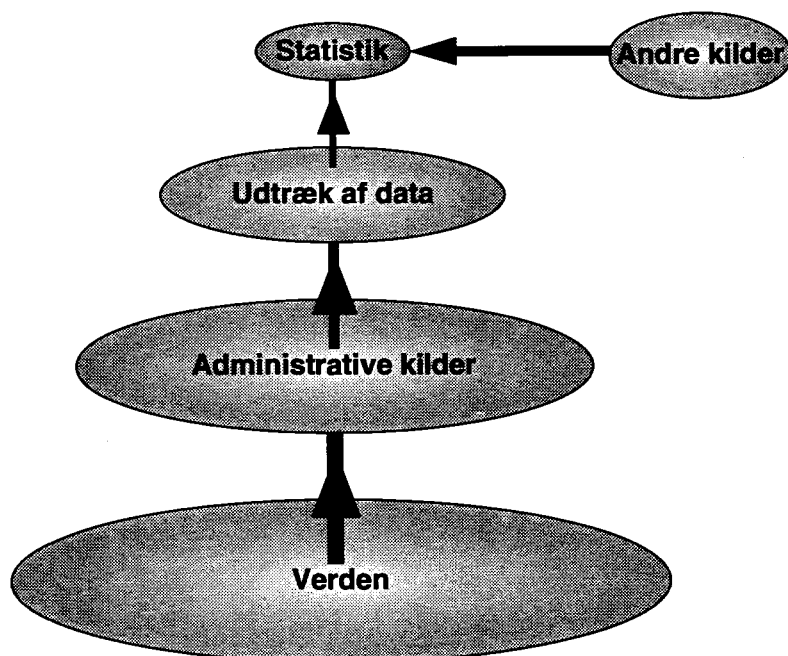 Statistik
Andre kilder
Udtræk af data
Administrative kilder
Verden